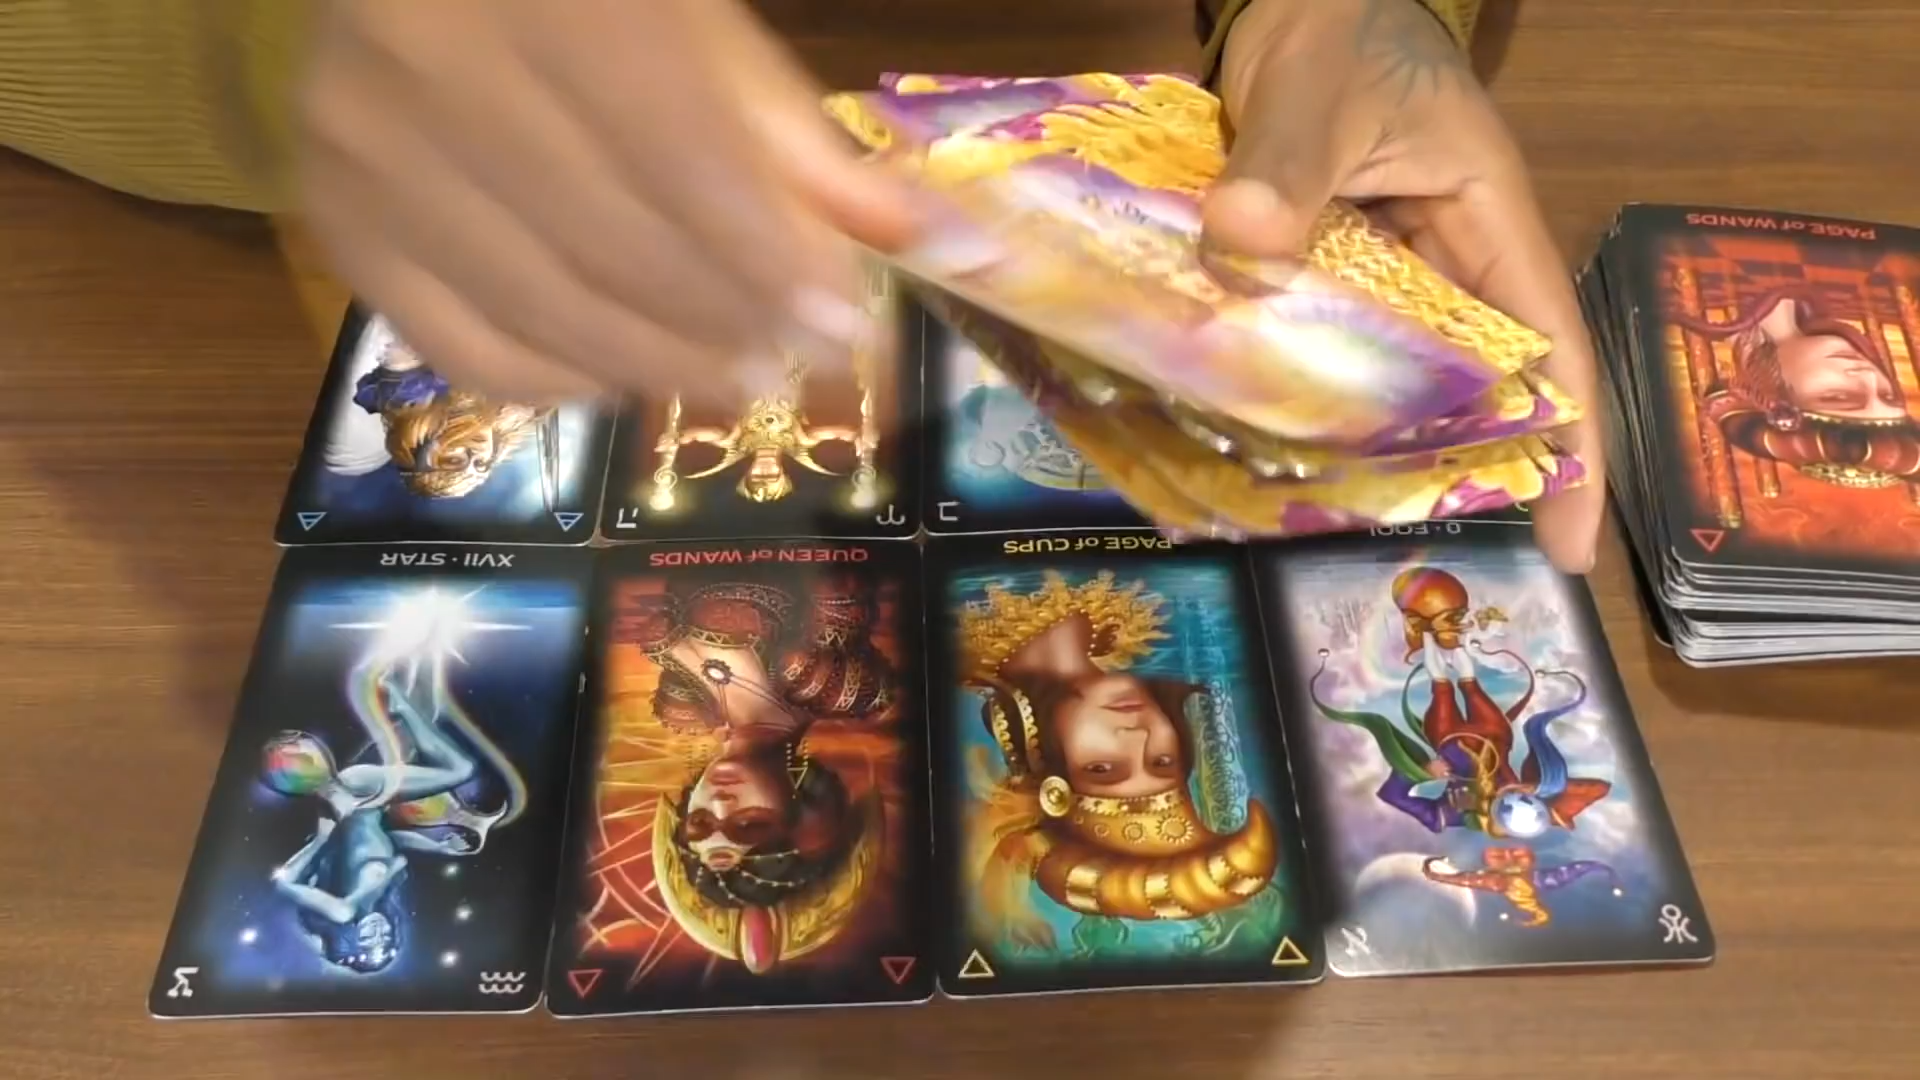 PAGE of WANDS
XVII · STAR
QUEEN of WANDS
PAGE of CUPS
0 · FOOL